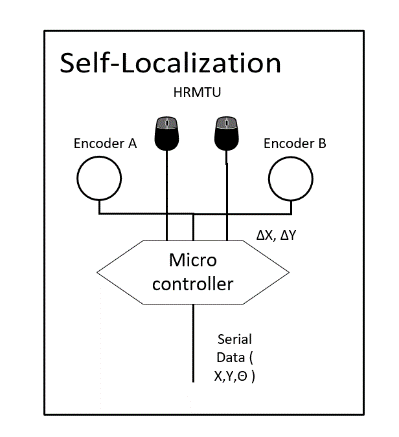 Self-Localization
HRMTU
Encoder A
Encoder B
ΔX, ΔY
Micro
controller
Serial
Data (
X,Y,Θ )